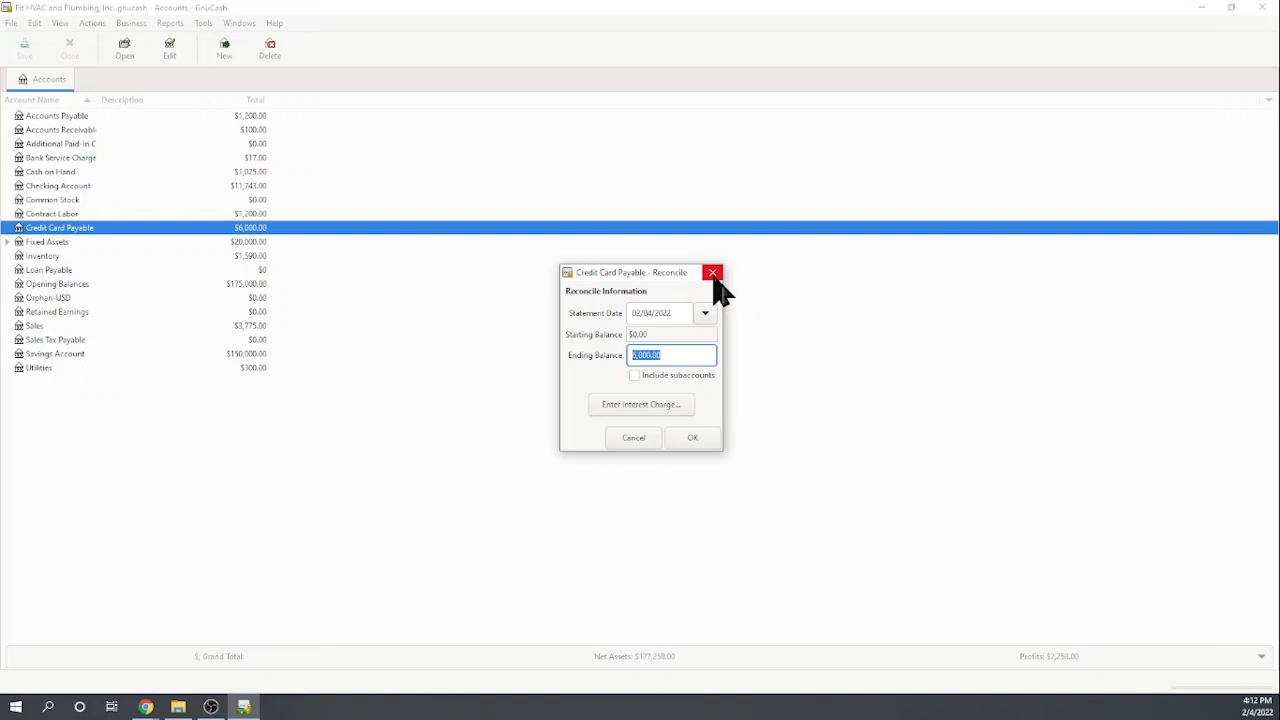 Fit HVAC and Plumbing, Inc..gnucash - Accounts - GnuCash
File Edit View Actions Business Reports Tools Windows Help
Save Close Open Edit New Delete
Accounts
Account Name Description Total
Accounts Payable $1,200.00
Accounts Receivabl $100.00
Additional Paid-in C $0.00
Bank Service Charge $17.00
Cash on Hand $1,025.00
Checking Account $11,743.00
Common Stock $0.00
Contract Labor $1,200.00
Credit Card Payable $6,000.00
Fixed Assets $20,000.00
Inventory $1,590.00
Loan Payable $0
Opening Balances $175,000.00
Orphan-USD $0.00
Retained Earnings $0.00
Sales $3,775.00
Sales Tax Payable $0.00
Savings Account $150,000.00
Utilities $300.00
Credit Card Payable - Reconcile
Reconcile Information
Statement Date 02/04/2022
Starting Balance $0.00
Ending Balance 6,000.00
Include subaccounts
Enter Interest Charge...
Cancel OK
$, Grand Total: Net Assets: $177,258.00 Profits: $2,258.00
4:12 PM
2/4/2022